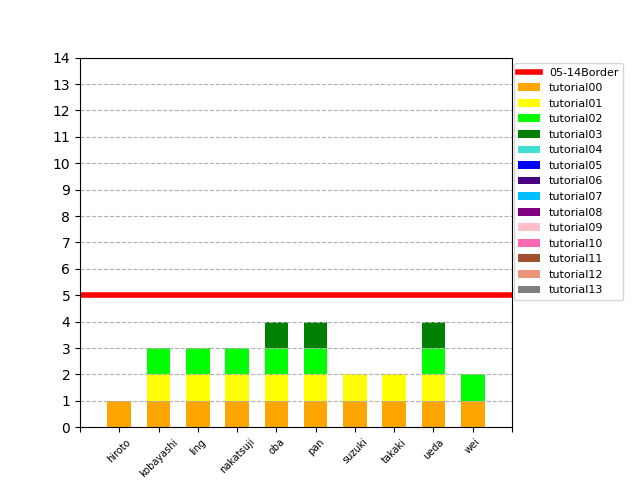 14
13
12
11
10
9
8
7
6
5
4
3
2
1
0
hiroto
kobayashi
ling
nakatsuji
oba
pan
suzuki
takaki
ueda
wei
05-14Border
tutorial00
tutorial01
tutorial02
tutorial03
tutorial04
tutorial05
tutorial06
tutorial07
tutorial08
tutorial09
tutorial10
tutorial11
tutorial12
tutorial13